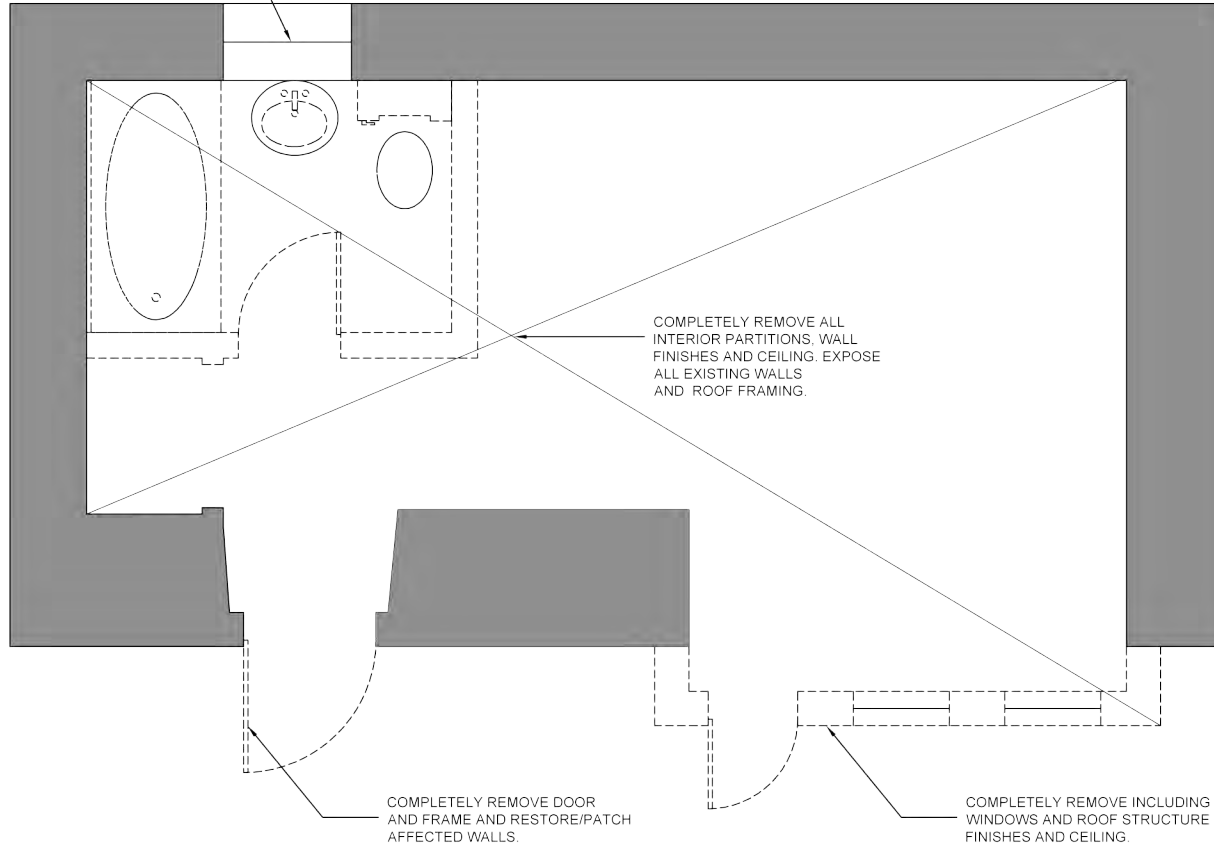 COMPLETELY REMOVE ALL
INTERIOR PARTITIONS, WALL
FINISHES AND CEILING. EXPOSE
ALL EXISTING WALLS
AND ROOF FRAMING.
COMPLETELY REMOVE DOOR
AND FRAME AND RESTORE/PATCH
AFFECTED WALLS.
COMPLETELY REMOVE INCLUDING
WINDOWS AND ROOF STRUCTURE
FINISHES AND CEILING.